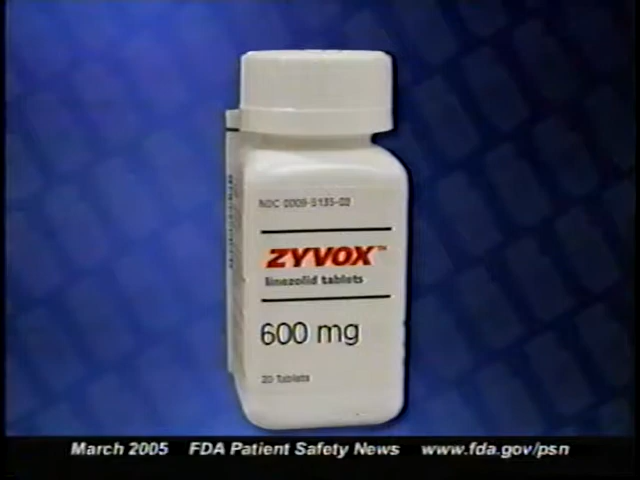 NDC 0009-5135-02
ZYVOX™
linezolid tablets
600 mg
20 Tablets
March 2005 FDA Patient Safety News www.fda.gov/psn